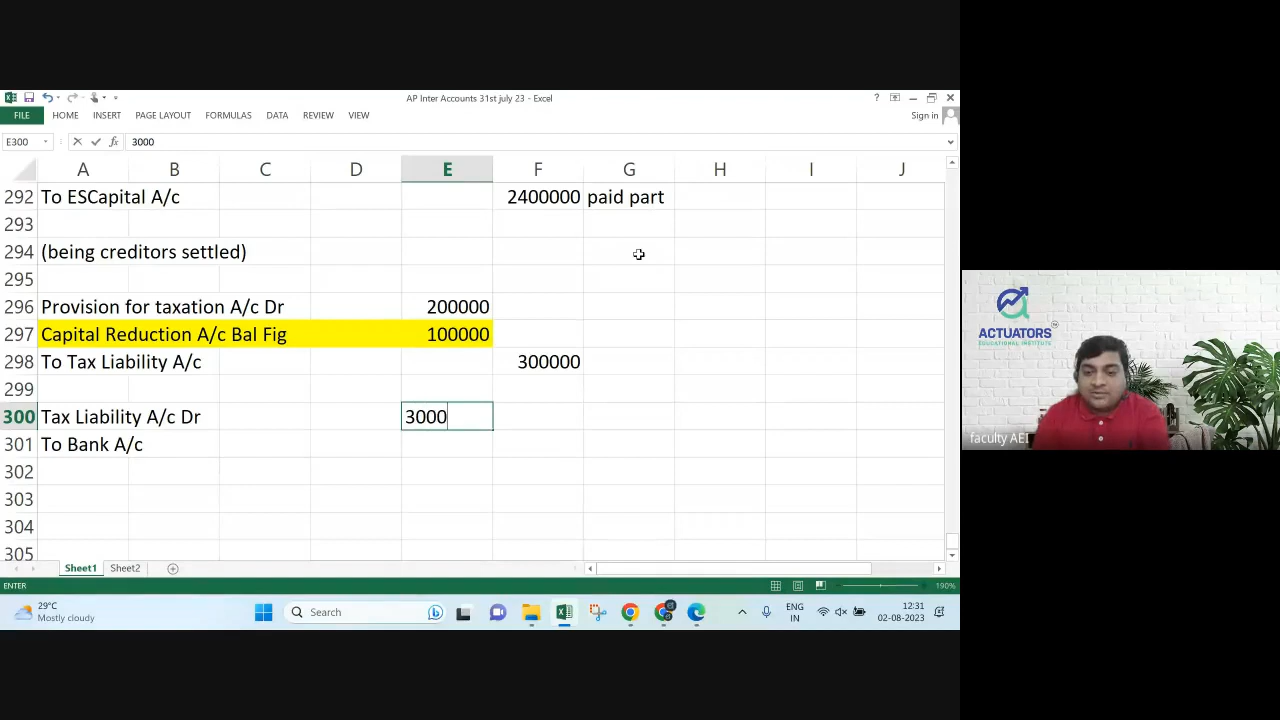 AP Inter Accounts 31st july 23 - Excel
?
FILE HOME INSERT PAGE LAYOUT FORMULAS DATA REVIEW VIEW Sign in
E300 fx 3000
A B C D E F G H I J
292 To ESCapital A/c 2400000 paid part
293
294 (being creditors settled)
295
296 Provision for taxation A/c Dr 200000
297 Capital Reduction A/c Bal Fig 100000
298 To Tax Liability A/c 300000
299
300 Tax Liability A/c Dr 3000
301 To Bank A/c
302
303
304
305
Sheet1 Sheet2
ENTER 190%
29°C
Mostly cloudy
Search
ENG
IN
12:31
02-08-2023
ACTUATORS
EDUCATIONAL INSTITUTE
faculty AEI